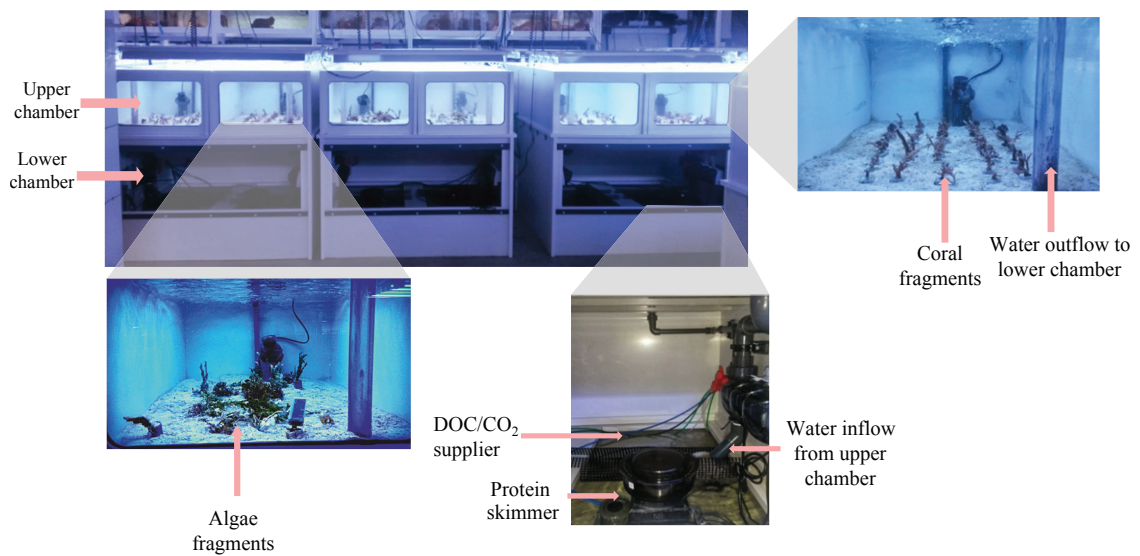 Upper
chamber
Lower
chamber
Coral
fragments
Water outflow to
lower chamber
DOC/CO₂
supplier
Water inflow
from upper
chamber
Protein
skimmer
Algae
fragments